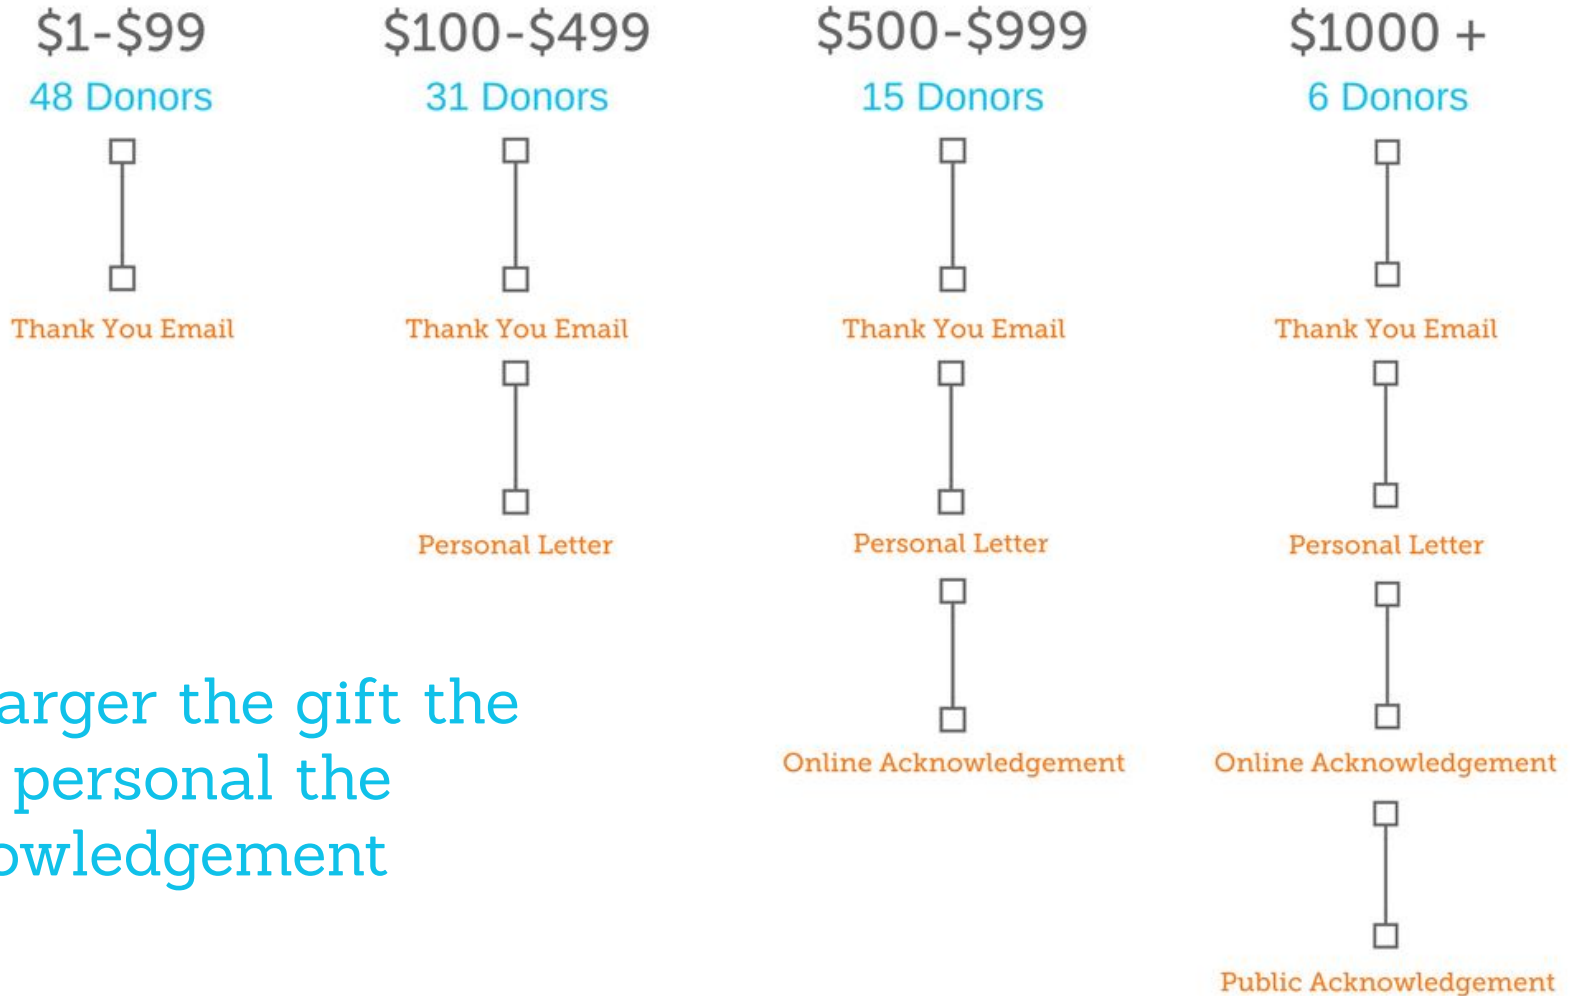 $1-$99
48 Donors
Thank You Email
$100-$499
31 Donors
Thank You Email
Personal Letter
$500-$999
15 Donors
Thank You Email
Personal Letter
Online Acknowledgement
$1000 +
6 Donors
Thank You Email
Personal Letter
Online Acknowledgement
Public Acknowledgement
arger the gift the
personal the
owledgement